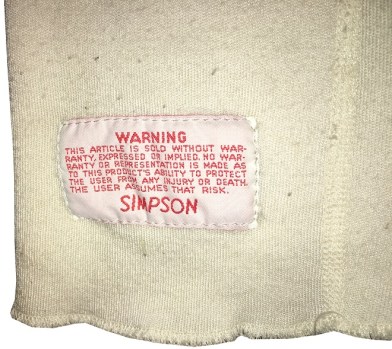 WARNING
THIS ARTICLE IS SOLD WITHOUT WAR-
RANTY, EXPRESSED OR IMPLIED. NO WAR-
RANTY OR REPRESENTATION IS MADE AS
TO THIS PRODUCT'S ABILITY TO PROTECT
THE USER FROM ANY INJURY OR DEATH.
THE USER ASSUMES THAT RISK.
SIMPSON